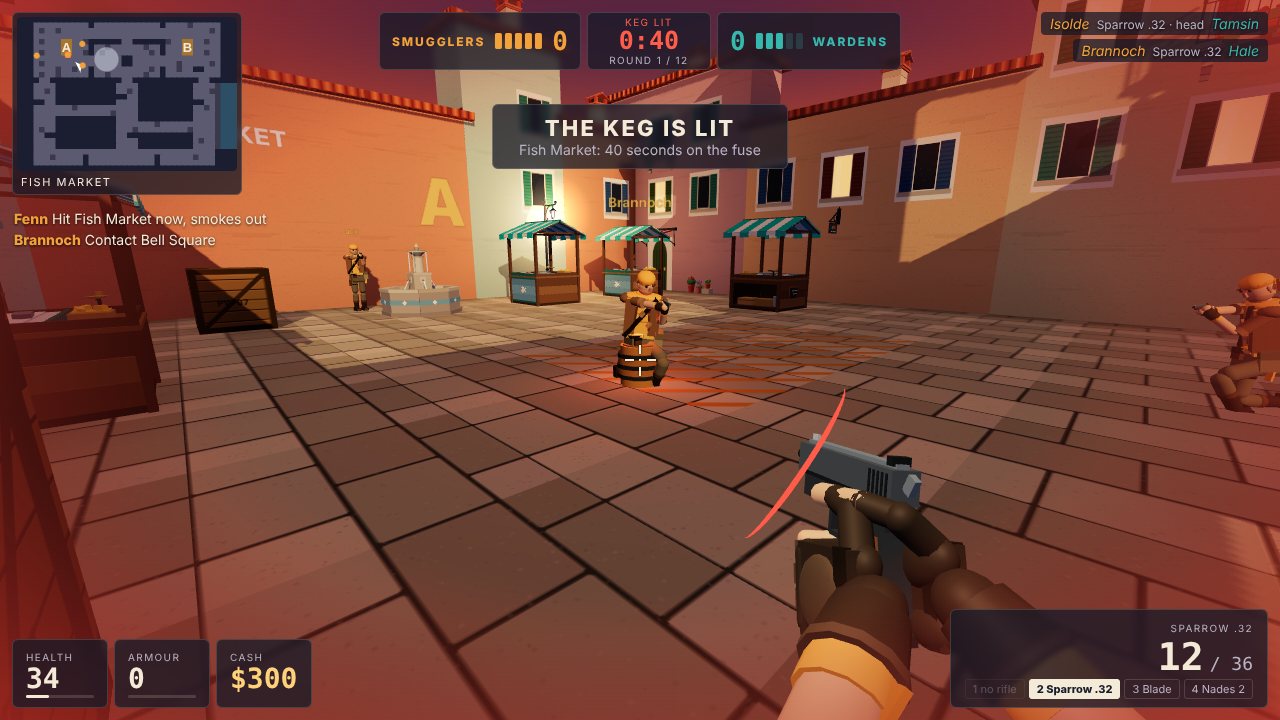 A
B
FISH MARKET
SMUGGLERS 0
KEG LIT
0:40
ROUND 1 / 12
0 WARDENS
Isolde Sparrow .32 · head Tamsin
Brannoch Sparrow .32 Hale
THE KEG IS LIT
Fish Market: 40 seconds on the fuse
KET
A
Brannoch
Fenn Hit Fish Market now, smokes out
Brannoch Contact Bell Square
HEALTH
34
ARMOUR
0
CASH
$300
SPARROW .32
12 / 36
1 no rifle
2 Sparrow .32
3 Blade
4 Nades 2